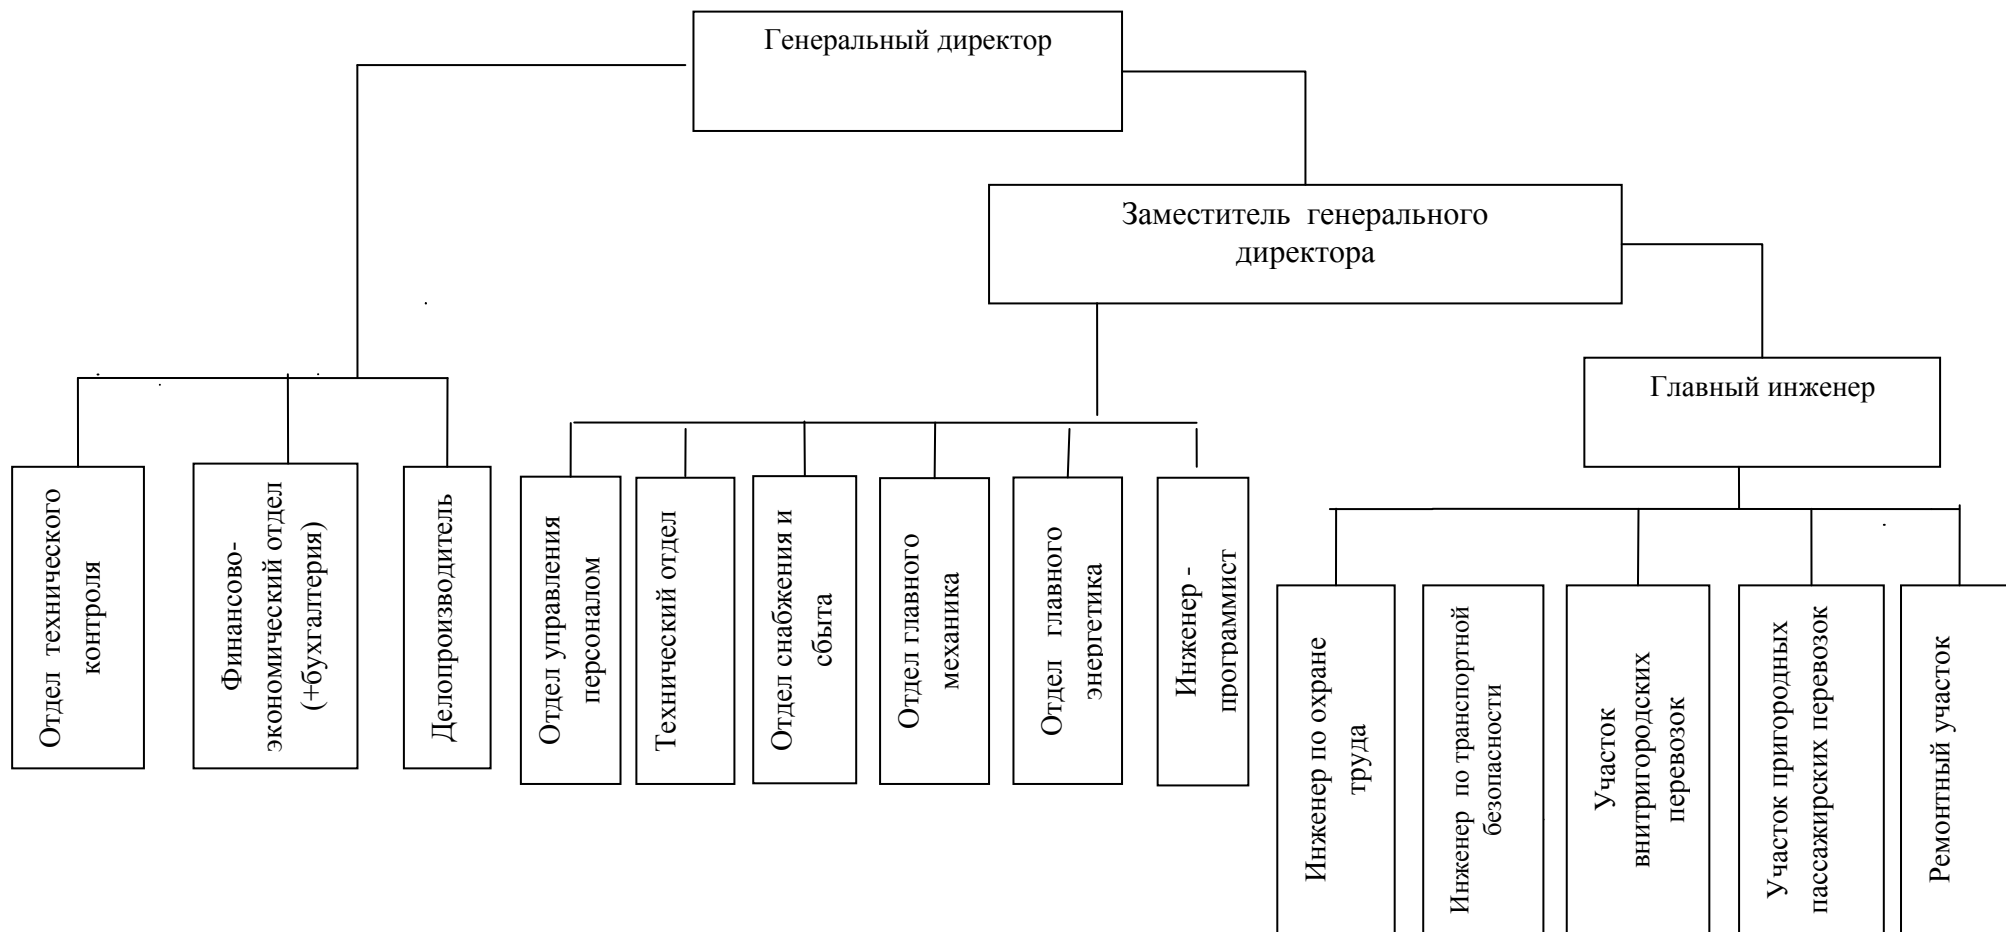 Генеральный директор
Заместитель генерального
директора
Главный инженер
Отдел технического
контроля
Финансово-
экономический отдел
(+бухгалтерия)
Делопроизводитель
Отдел управления
персоналом
Технический отдел
Отдел снабжения и
сбыта
Отдел главного
механика
Отдел главного
энергетика
Инженер -
программист
Инженер по охране
труда
Инженер по транспортной
безопасности
Участок
внитригородских
перевозок
Участок пригородных
пассажирских перевозок
Ремонтный участок